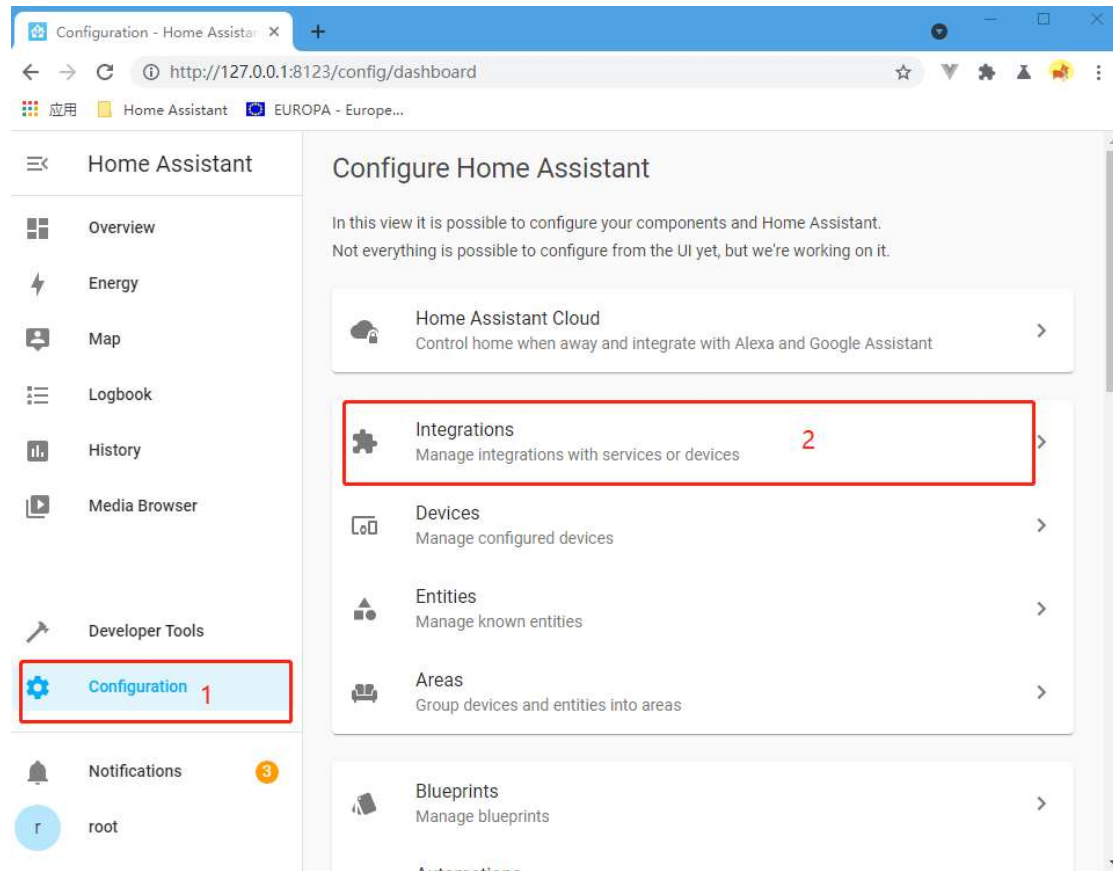 Configuration - Home Assistan
http://127.0.0.1:8123/config/dashboard
应用 Home Assistant EUROPA - Europe...
Home Assistant
Overview
Energy
Map
Logbook
History
Media Browser
Developer Tools
Configuration 1
Notifications 3
r root
Configure Home Assistant
In this view it is possible to configure your components and Home Assistant.
Not everything is possible to configure from the UI yet, but we're working on it.
Home Assistant Cloud
Control home when away and integrate with Alexa and Google Assistant
Integrations
Manage integrations with services or devices
2
Devices
Manage configured devices
Entities
Manage known entities
Areas
Group devices and entities into areas
Blueprints
Manage blueprints